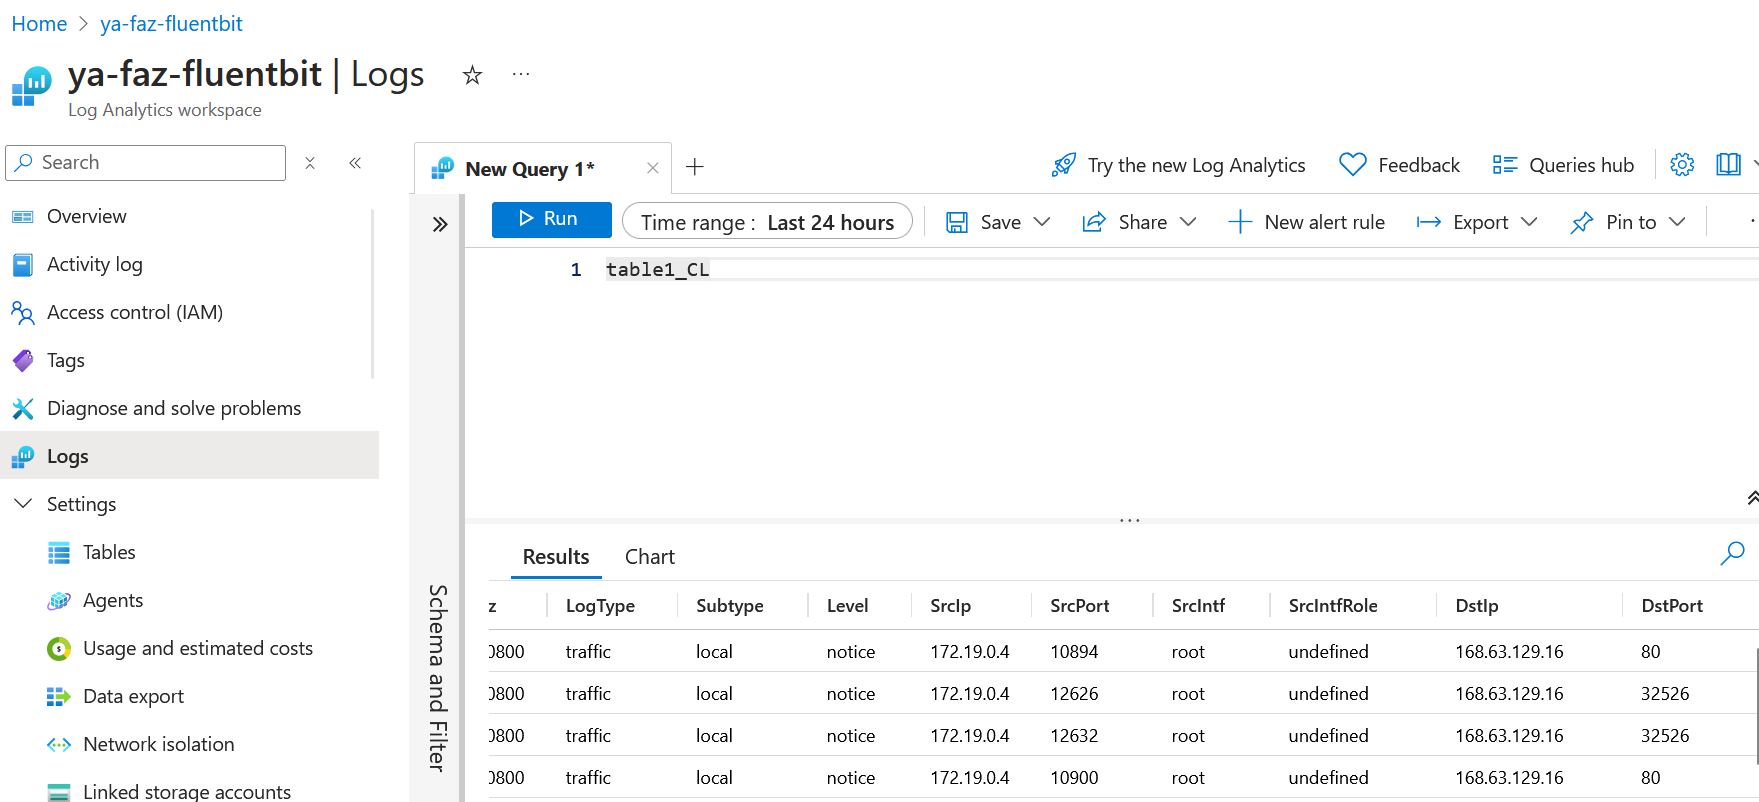 Home > ya-faz-fluentbit
ya-faz-fluentbit | Logs
Log Analytics workspace
Search
Overview
Activity log
Access control (IAM)
Tags
Diagnose and solve problems
Logs
Settings
Tables
Agents
Usage and estimated costs
Data export
Network isolation
Linked storage accounts
New Query 1*
Try the new Log Analytics
Feedback
Queries hub
Run
Time range : Last 24 hours
Save
Share
New alert rule
Export
Pin to
1 table1_CL
Schema and Filter
Results Chart
z LogType Subtype Level SrcIp SrcPort SrcIntf SrcIntfRole DstIp DstPort
0800 traffic local notice 172.19.0.4 10894 root undefined 168.63.129.16 80
0800 traffic local notice 172.19.0.4 12626 root undefined 168.63.129.16 32526
0800 traffic local notice 172.19.0.4 12632 root undefined 168.63.129.16 32526
0800 traffic local notice 172.19.0.4 10900 root undefined 168.63.129.16 80